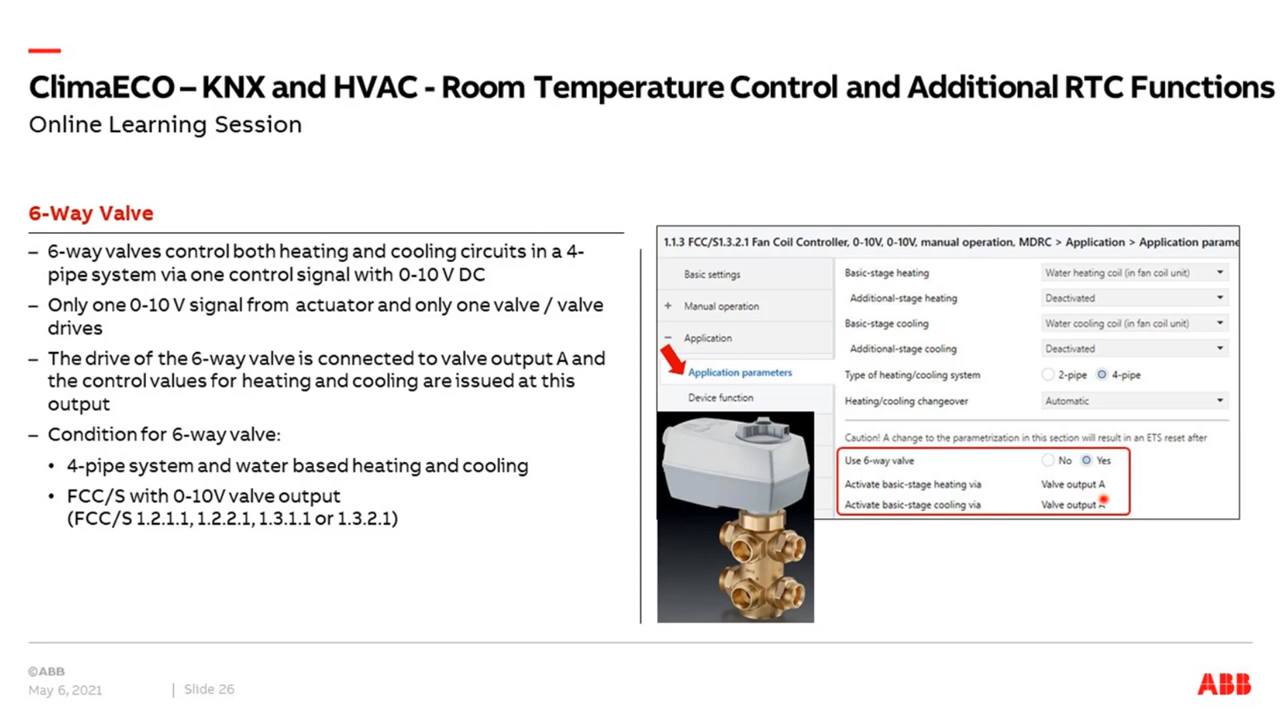 ClimaECO – KNX and HVAC - Room Temperature Control and Additional RTC Functions
Online Learning Session
6-Way Valve
– 6-way valves control both heating and cooling circuits in a 4-
pipe system via one control signal with 0-10 V DC
– Only one 0-10 V signal from actuator and only one valve / valve
drives
– The drive of the 6-way valve is connected to valve output A and
the control values for heating and cooling are issued at this
output
– Condition for 6-way valve:
• 4-pipe system and water based heating and cooling
• FCC/S with 0-10V valve output
(FCC/S 1.2.1.1, 1.2.2.1, 1.3.1.1 or 1.3.2.1)
1.1.3 FCC/S1.3.2.1 Fan Coil Controller, 0-10V, 0-10V, manual operation, MDRC > Application > Application parame
Basic settings
+ Manual operation
− Application
Application parameters
Device function
Basic-stage heating Water heating coil (in fan coil unit)
Additional-stage heating Deactivated
Basic-stage cooling Water cooling coil (in fan coil unit)
Additional-stage cooling Deactivated
Type of heating/cooling system 2-pipe 4-pipe
Heating/cooling changeover Automatic
Caution! A change to the parametrization in this section will result in an ETS reset after
Use 6-way valve No Yes
Activate basic-stage heating via Valve output A
Activate basic-stage cooling via Valve output A
©ABB
May 6, 2021 | Slide 26
ABB